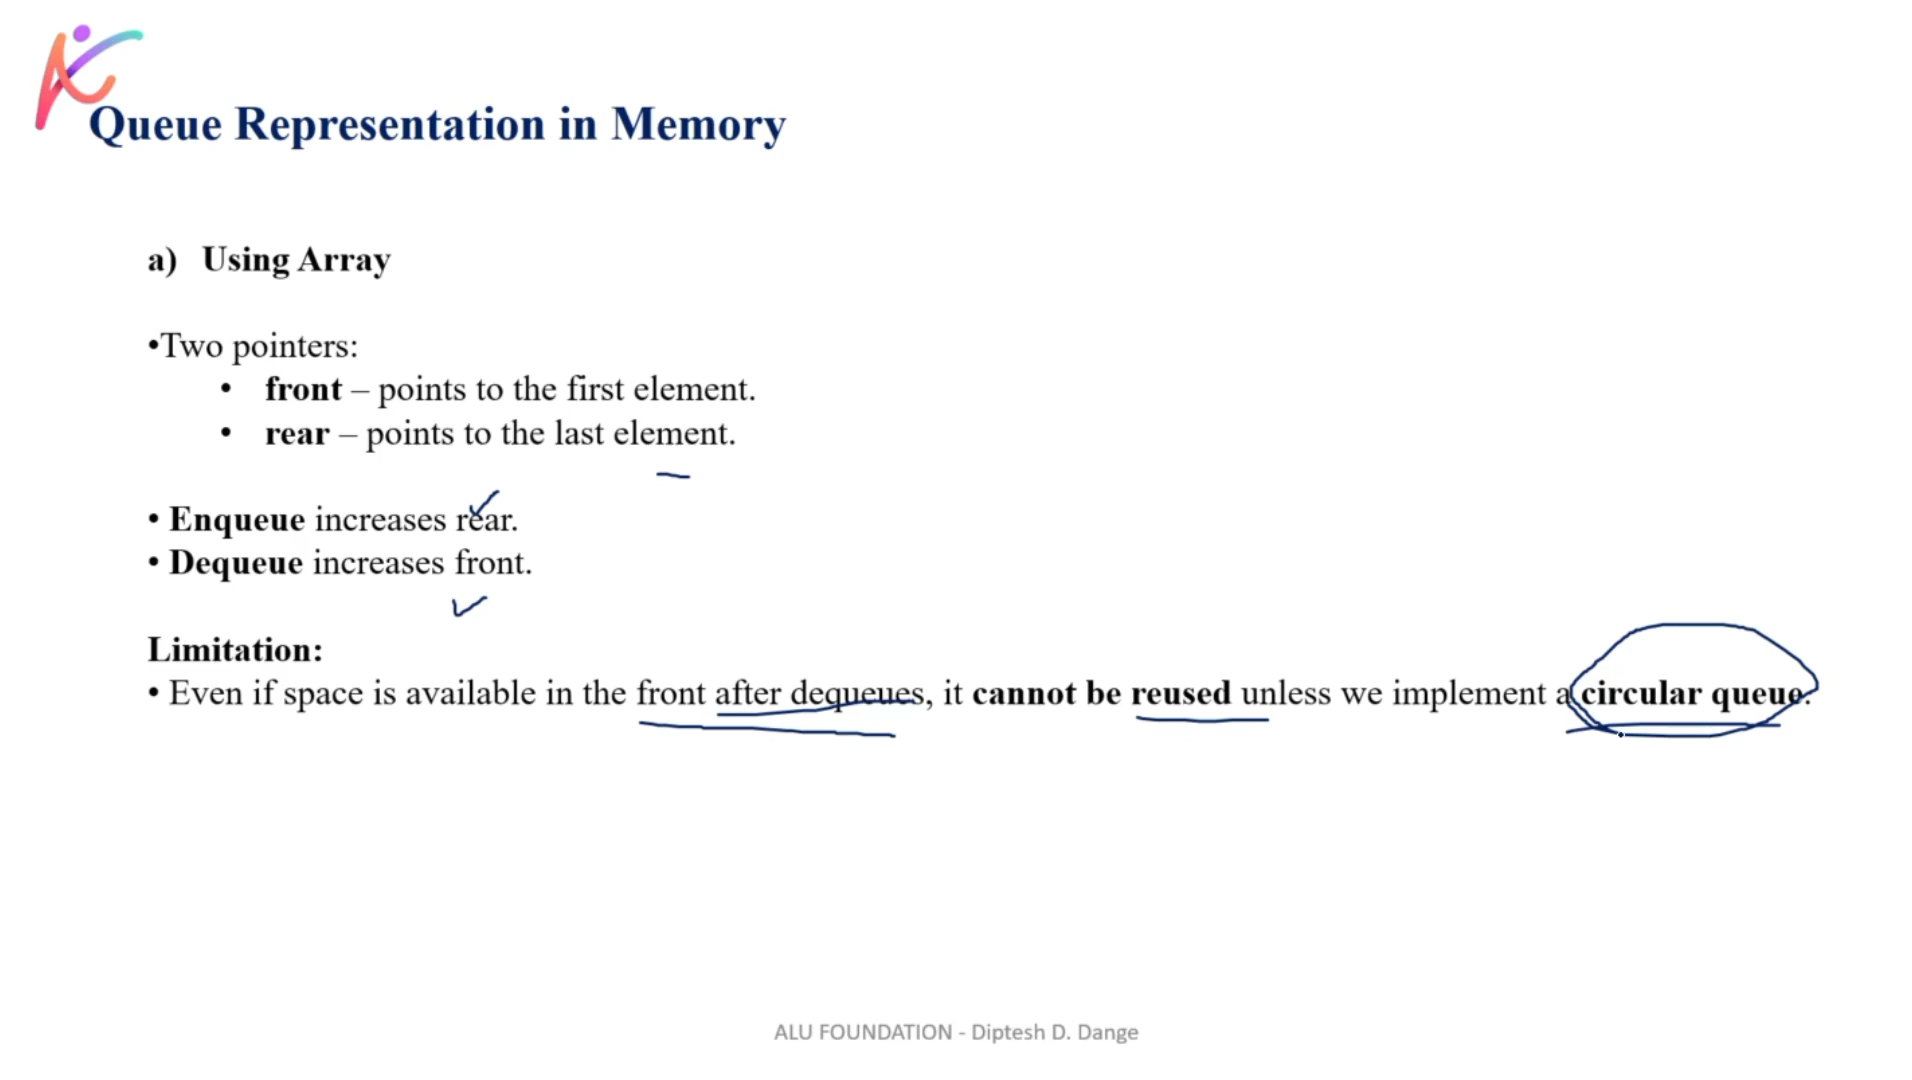 Queue Representation in Memory
a) Using Array
•Two pointers:
• front – points to the first element.
• rear – points to the last element.
• Enqueue increases rear.
• Dequeue increases front.
Limitation:
• Even if space is available in the front after dequeues, it cannot be reused unless we implement a circular queue.
ALU FOUNDATION - Diptesh D. Dange